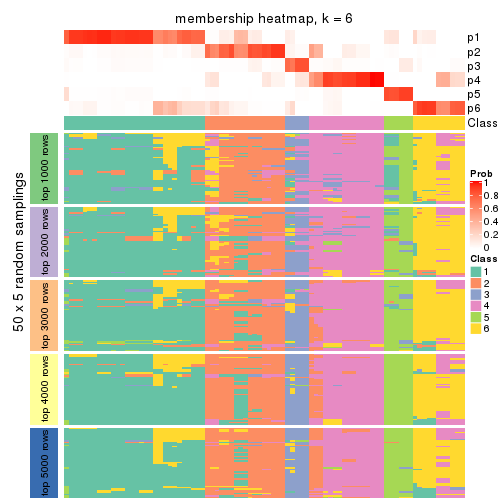 membership heatmap, k = 6
p1
p2
p3
p4
p5
p6
Class
50 x 5 random samplings
top 1000 rows
top 2000 rows
top 3000 rows
top 4000 rows
top 5000 rows
Prob
1
0.8
0.6
0.4
0.2
0
Class
1
2
3
4
5
6